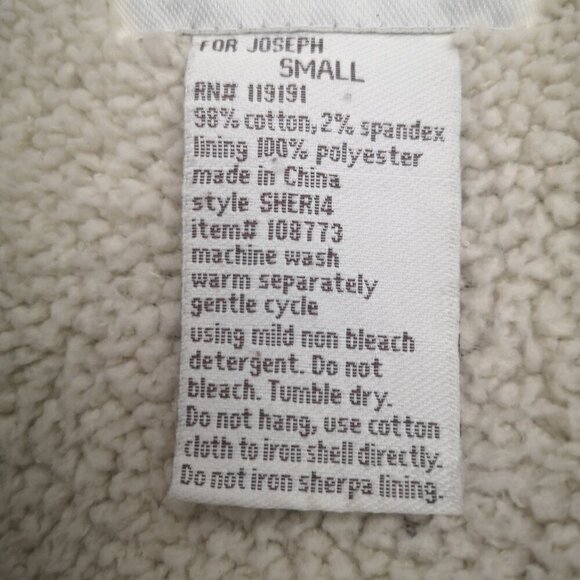 FOR JOSEPH
SMALL
RN# 119191
98% cotton, 2% spandex
lining 100% polyester
made in China
style SHER14
item# 108773
machine wash
warm separately
gentle cycle
using mild non bleach
detergent. Do not
bleach. Tumble dry.
Do not hang, use cotton
cloth to iron shell directly.
Do not iron sherpa lining.